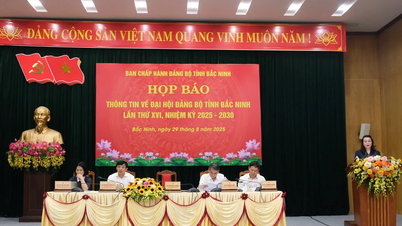 ĐẢNG CỘNG SẢN VIỆT NAM QUANG VINH MUÔN NĂM!
BAN CHẤP HÀNH ĐẢNG BỘ TỈNH BẮC NINH
HỌP BÁO
THÔNG TIN VỀ ĐẠI HỘI ĐẢNG BỘ TỈNH BẮC NINH
LẦN THỨ XVI, NHIỆM KỲ 2025 - 2030
Bắc Ninh, ngày 29 tháng 8 năm 2025